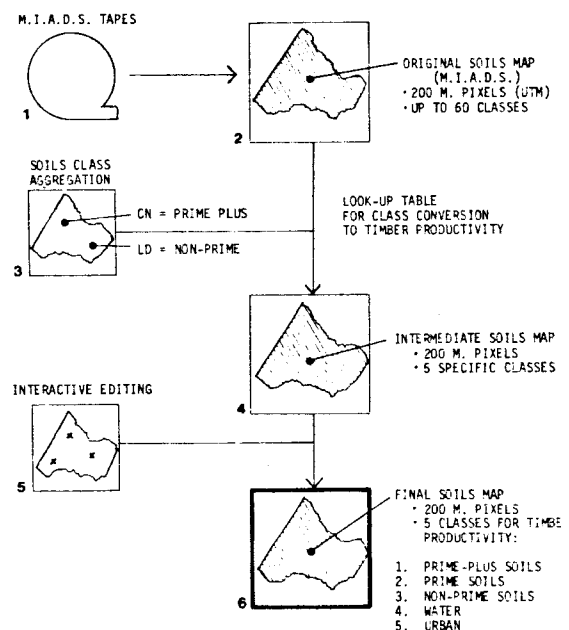 M.I.A.D.S. TAPES
1
2
ORIGINAL SOILS MAP
(M.I.A.D.S.)
• 200 M. PIXELS (UTM)
• UP TO 60 CLASSES
SOILS CLASS
AGGREGATION
CN = PRIME PLUS
LD = NON-PRIME
3
LOOK-UP TABLE
FOR CLASS CONVERSION
TO TIMBER PRODUCTIVITY
INTERMEDIATE SOILS MAP
• 200 M. PIXELS
• 5 SPECIFIC CLASSES
4
INTERACTIVE EDITING
x
x
x
5
FINAL SOILS MAP
• 200 M. PIXELS
• 5 CLASSES FOR TIMBE
PRODUCTIVITY:
6
1. PRIME-PLUS SOILS
2. PRIME SOILS
3. NON-PRIME SOILS
4. WATER
5. URBAN